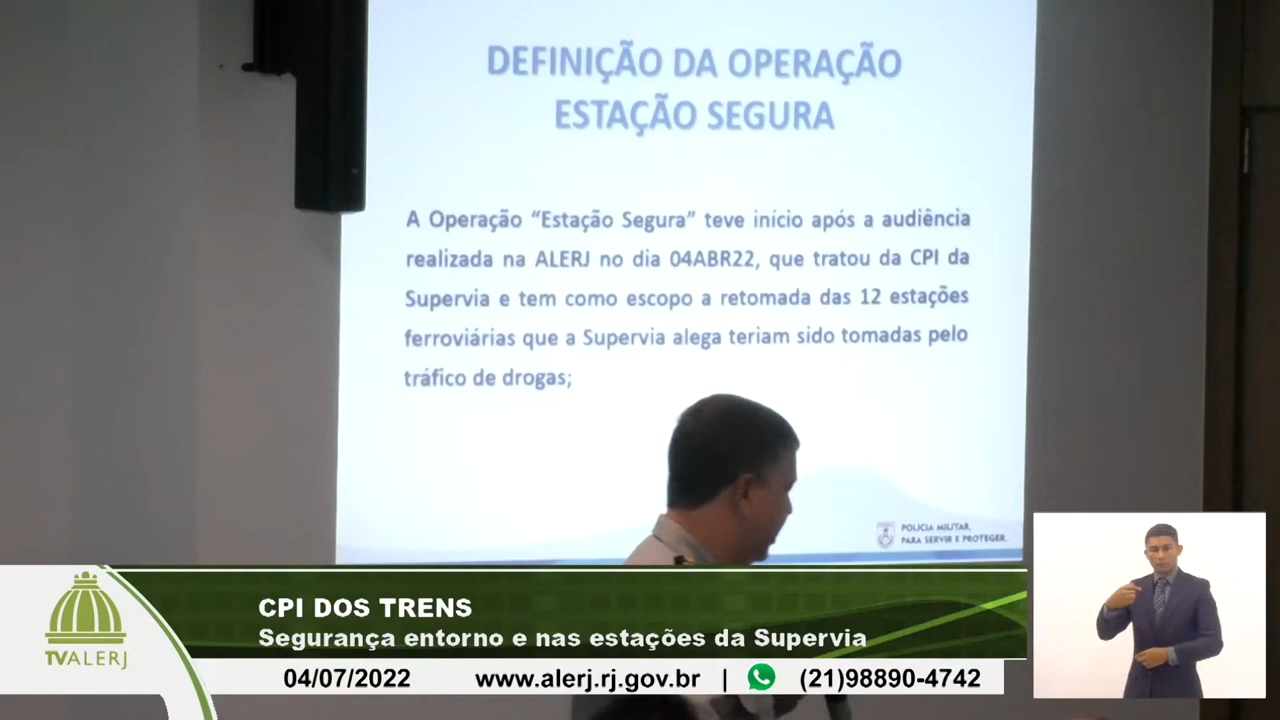 DEFINIÇÃO DA OPERAÇÃO
ESTAÇÃO SEGURA
A Operação “Estação Segura” teve início após a audiência
realizada na ALERJ no dia 04ABR22, que tratou da CPI da
Supervia e tem como escopo a retomada das 12 estações
ferroviárias que a Supervia alega teriam sido tomadas pelo
tráfico de drogas;
POLÍCIA MILITAR,
PARA SERVIR E PROTEGER.
CPI DOS TRENS
Segurança entorno e nas estações da Supervia
TVALERJ
04/07/2022 www.alerj.rj.gov.br | (21)98890-4742